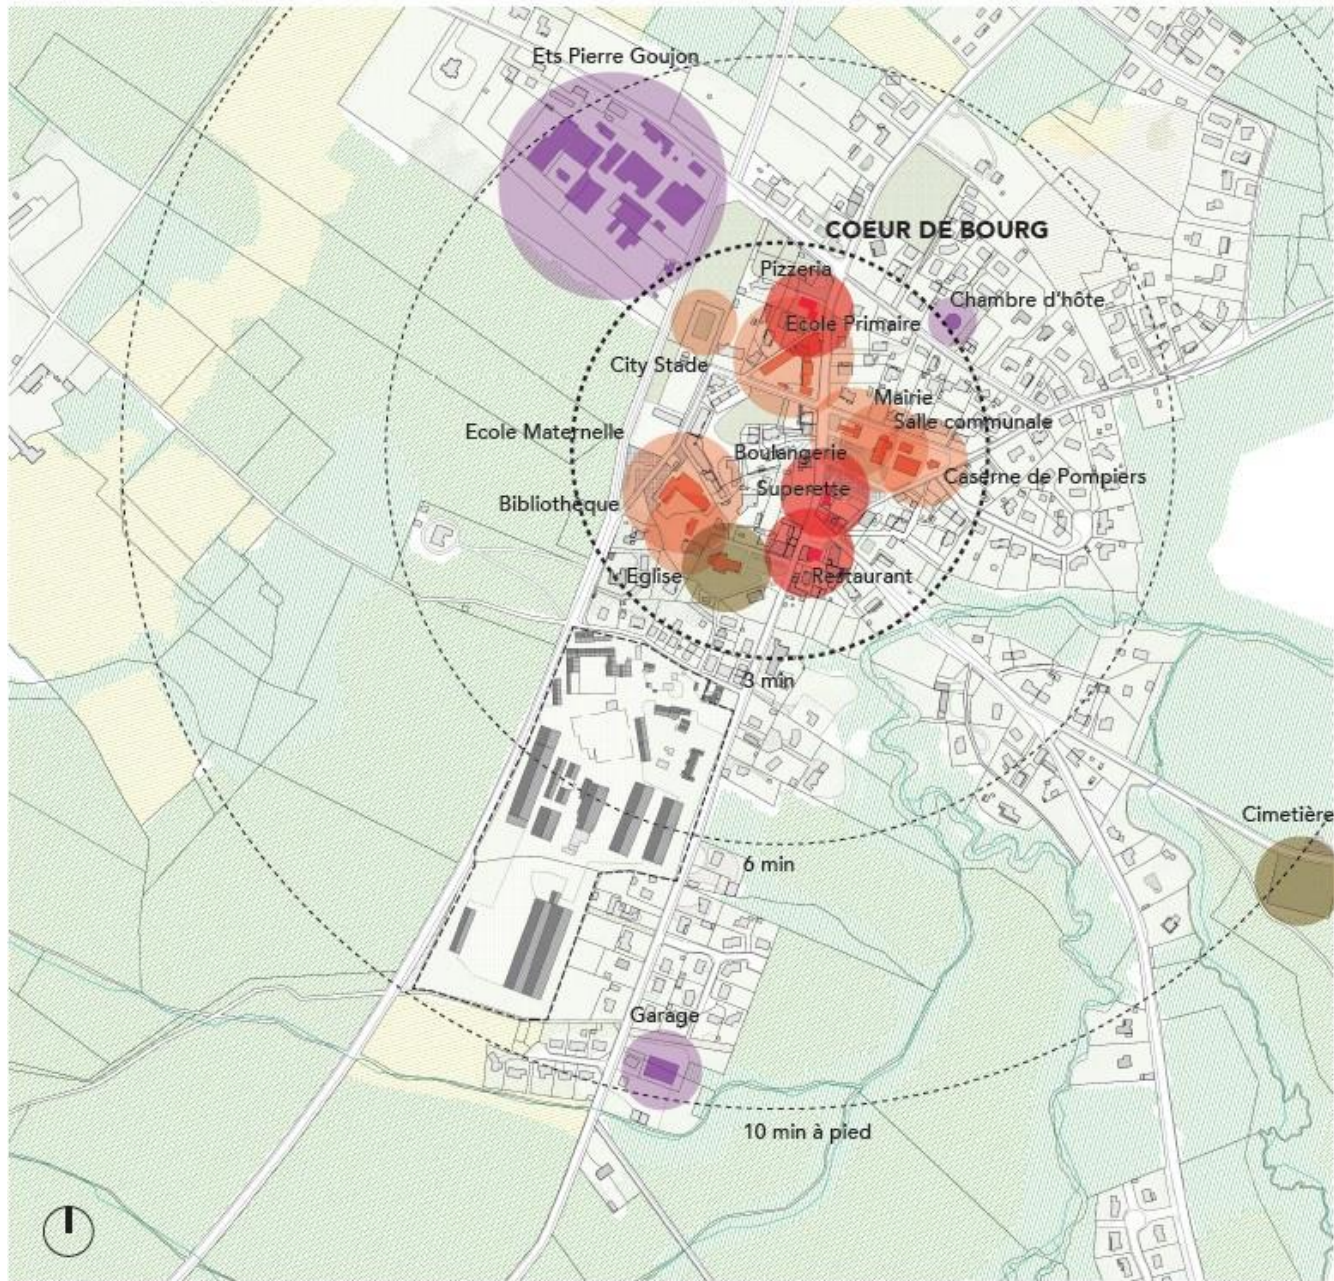 Ets Pierre Goujon
COEUR DE BOURG
Pizzeria
Chambre d'hôte
Ecole Primaire
City Stade
Mairie
Salle communale
Ecole Maternelle
Boulangerie
Caserne de Pompiers
Superette
Bibliothèque
Eglise
Restaurant
3 min
Cimetière
6 min
Garage
10 min à pied